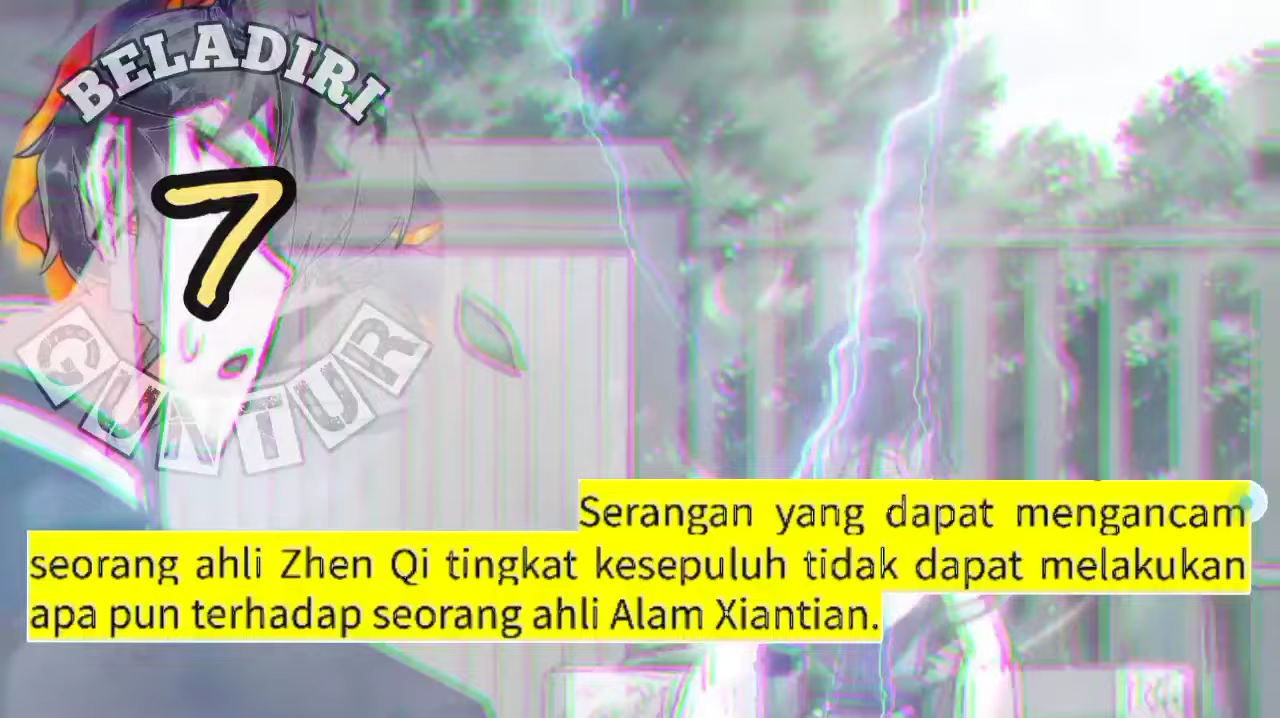 BELADIRI
7
GUNTUR
Serangan yang dapat mengancam
seorang ahli Zhen Qi tingkat kesepuluh tidak dapat melakukan
apa pun terhadap seorang ahli Alam Xiantian.